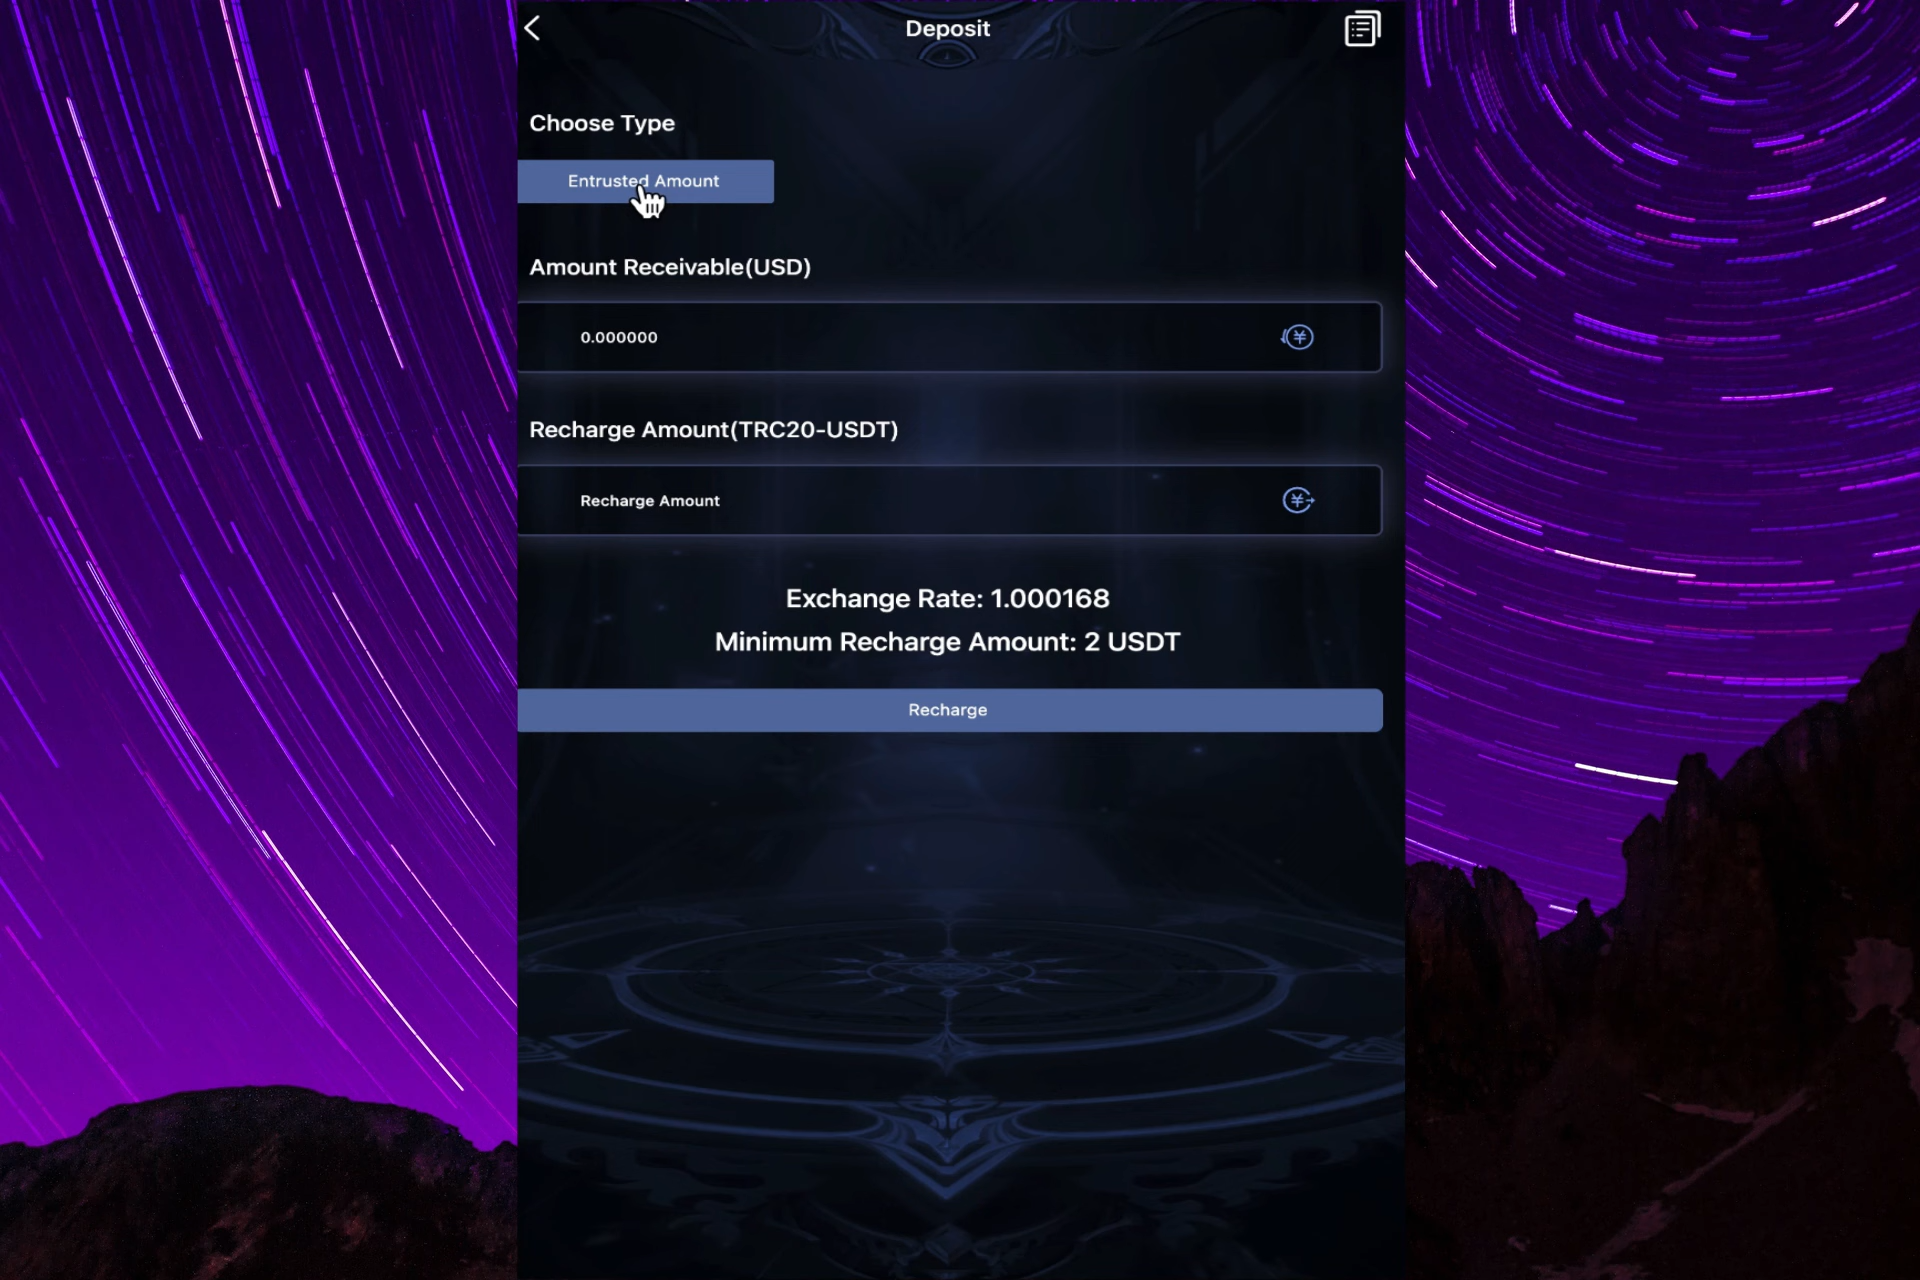 Deposit
Choose Type
Entrusted Amount
Amount Receivable(USD)
0.000000
Recharge Amount(TRC20-USDT)
Recharge Amount
Exchange Rate: 1.000168
Minimum Recharge Amount: 2 USDT
Recharge